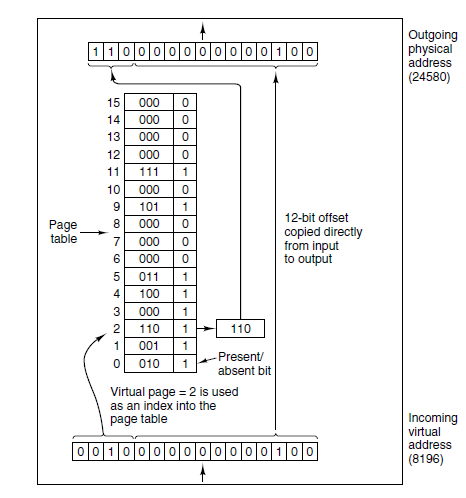 Outgoing
physical
address
(24580)
1 1 0 0 0 0 0 0 0 0 0 0 1 0 0
15 000 0
14 000 0
13 000 0
12 000 0
11 111 1
10 000 0
9 101 1
8 000 0
7 000 0
6 000 0
5 011 1
4 100 1
3 000 1
2 110 1
1 001 1
0 010 1
Page
table
110
12-bit offset
copied directly
from input
to output
Present/
absent bit
Virtual page = 2 is used
as an index into the
page table
0 0 1 0 0 0 0 0 0 0 0 0 0 1 0 0
Incoming
virtual
address
(8196)